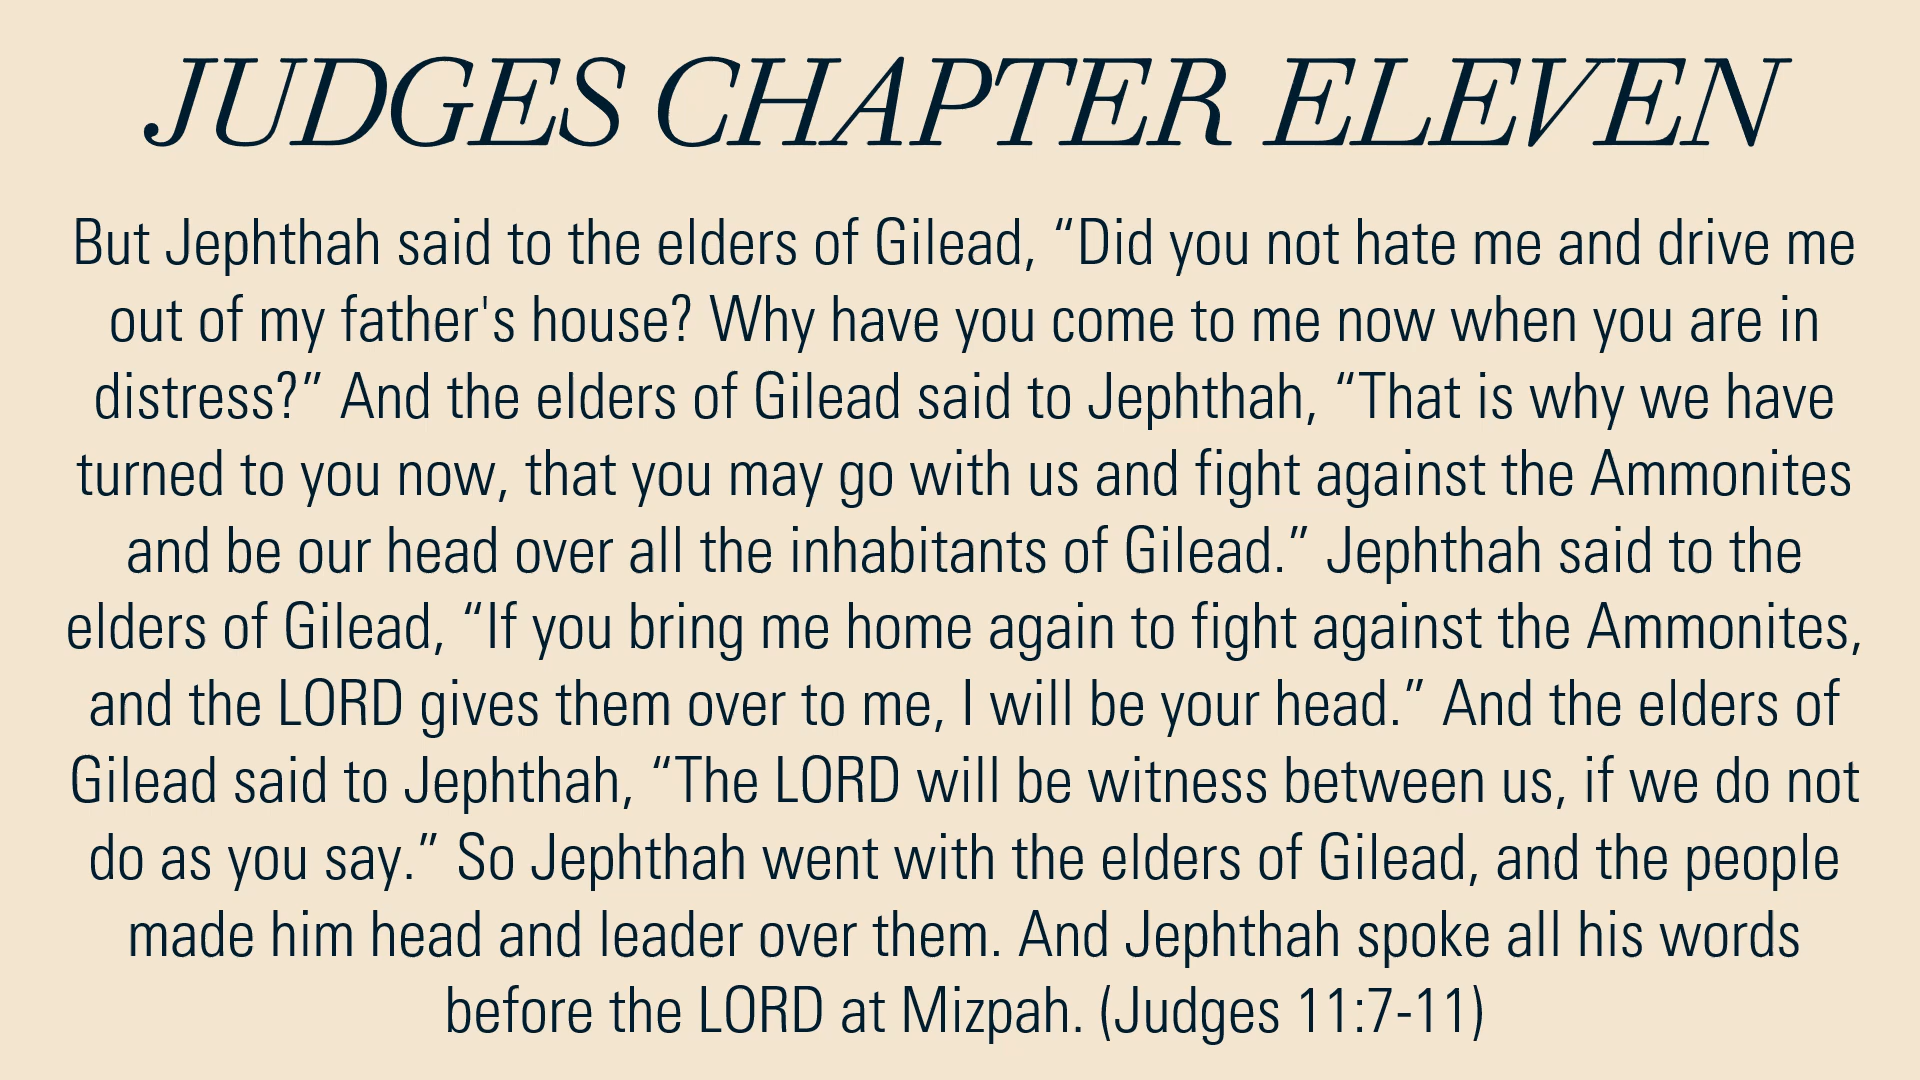 JUDGES CHAPTER ELEVEN
But Jephthah said to the elders of Gilead, “Did you not hate me and drive me
out of my father's house? Why have you come to me now when you are in
distress?” And the elders of Gilead said to Jephthah, “That is why we have
turned to you now, that you may go with us and fight against the Ammonites
and be our head over all the inhabitants of Gilead.” Jephthah said to the
elders of Gilead, “If you bring me home again to fight against the Ammonites,
and the LORD gives them over to me, I will be your head.” And the elders of
Gilead said to Jephthah, “The LORD will be witness between us, if we do not
do as you say.” So Jephthah went with the elders of Gilead, and the people
made him head and leader over them. And Jephthah spoke all his words
before the LORD at Mizpah. (Judges 11:7-11)